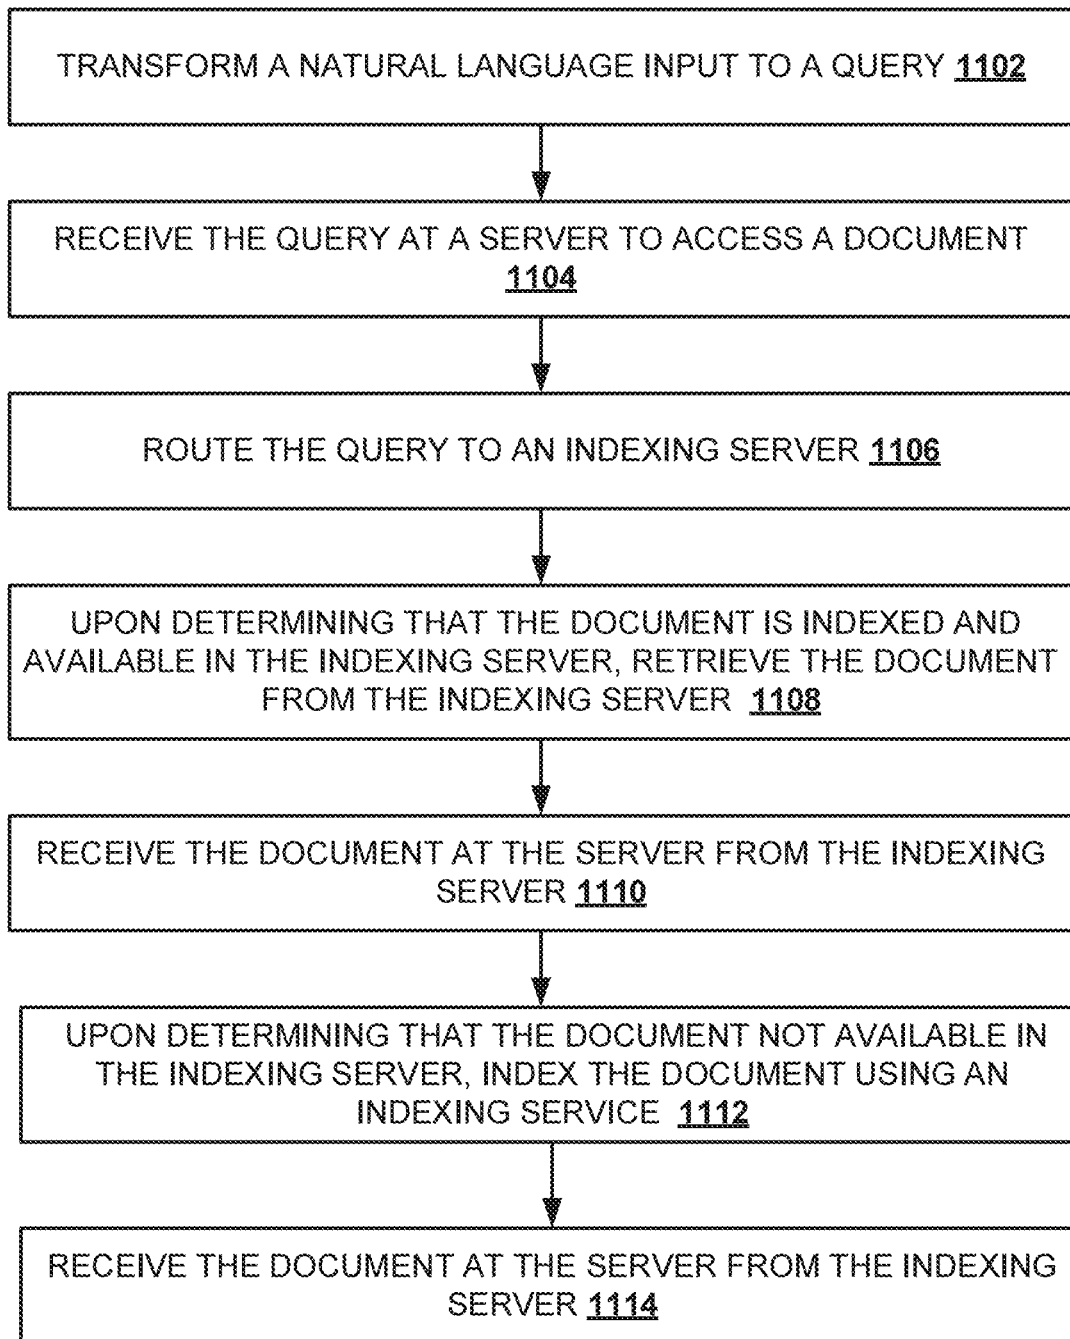 TRANSFORM A NATURAL LANGUAGE INPUT TO A QUERY 1102
RECEIVE THE QUERY AT A SERVER TO ACCESS A DOCUMENT
1104
ROUTE THE QUERY TO AN INDEXING SERVER 1106
UPON DETERMINING THAT THE DOCUMENT IS INDEXED AND
AVAILABLE IN THE INDEXING SERVER, RETRIEVE THE DOCUMENT
FROM THE INDEXING SERVER 1108
RECEIVE THE DOCUMENT AT THE SERVER FROM THE INDEXING
SERVER 1110
UPON DETERMINING THAT THE DOCUMENT NOT AVAILABLE IN
THE INDEXING SERVER, INDEX THE DOCUMENT USING AN
INDEXING SERVICE 1112
RECEIVE THE DOCUMENT AT THE SERVER FROM THE INDEXING
SERVER 1114